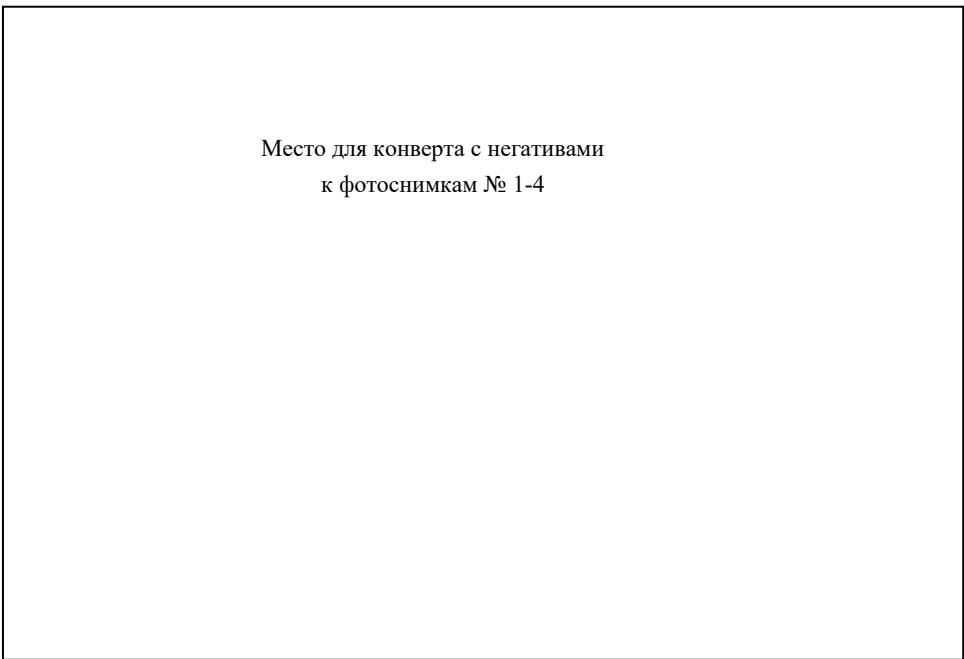 Место для конверта с негативами
к фотоснимкам № 1-4